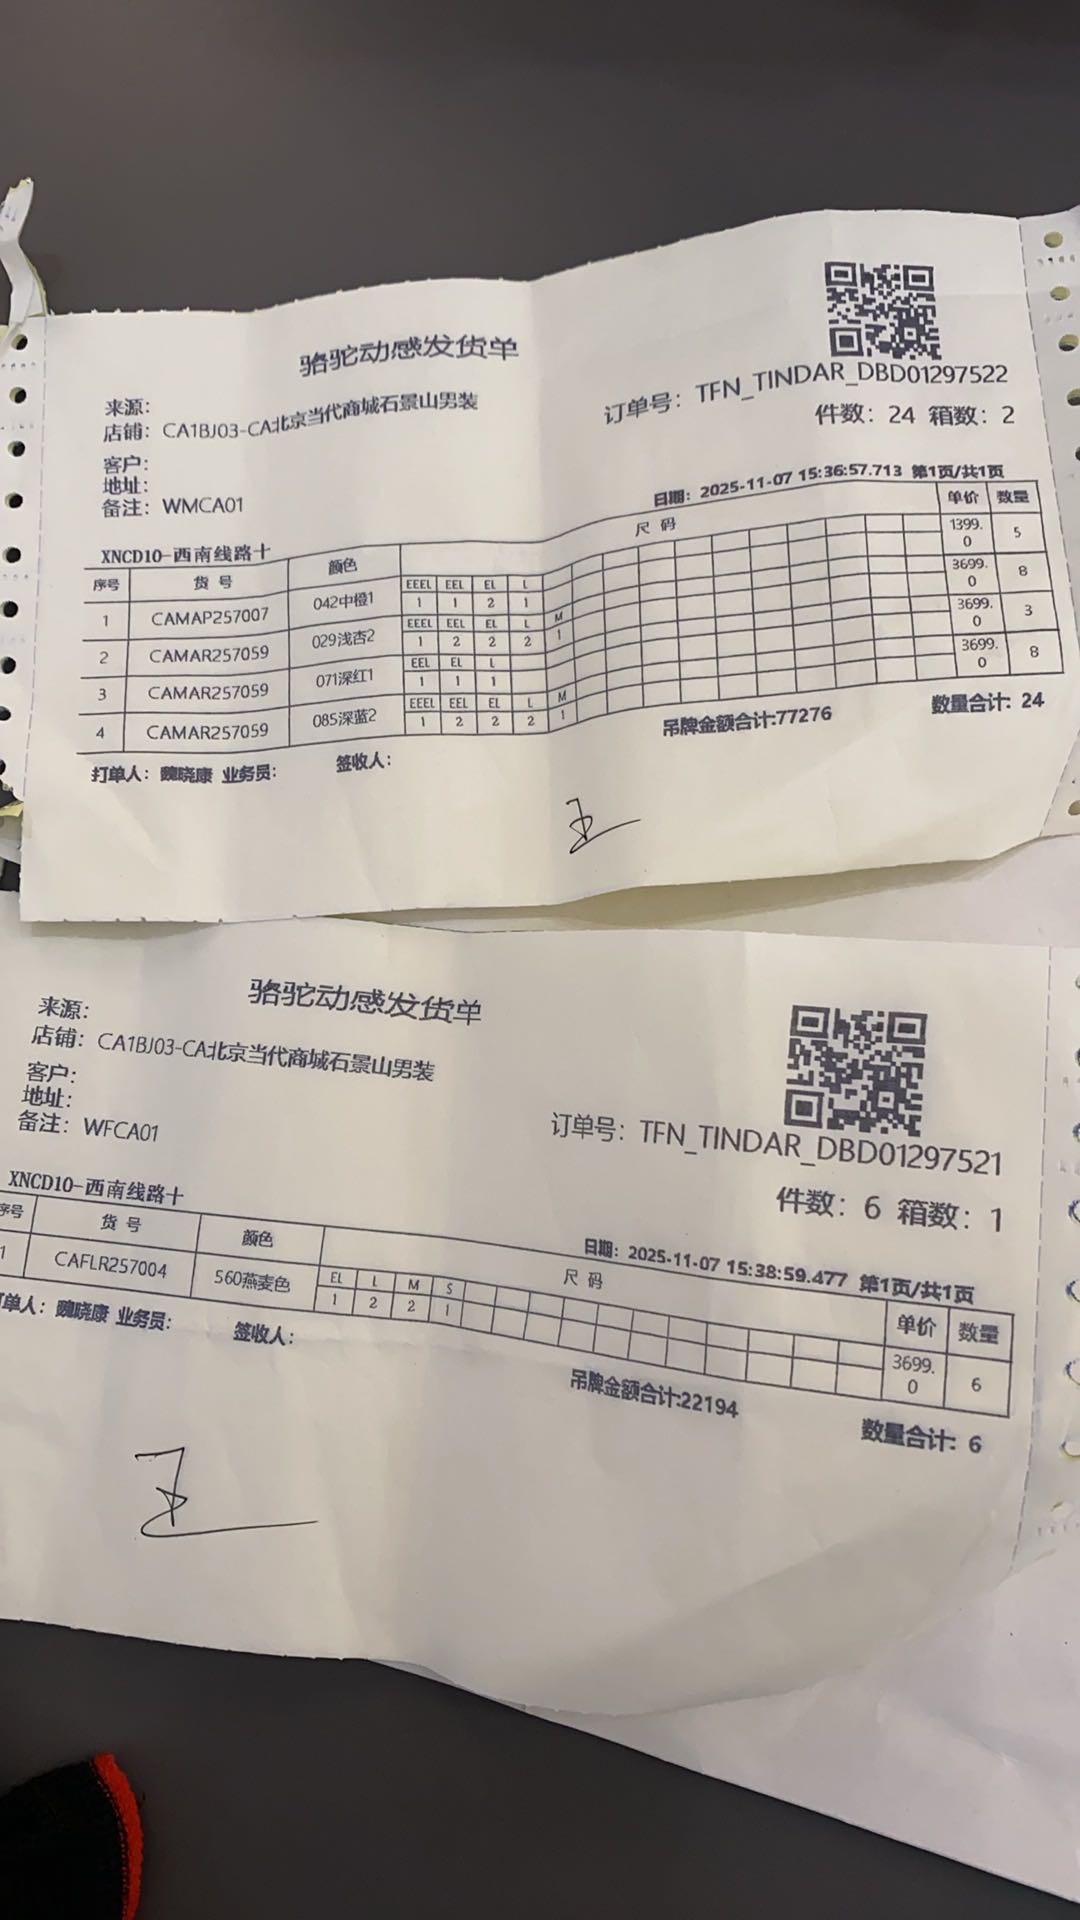 骆驼动感发货单
来源：
店铺：CA1BJ03-CA北京当代商城石景山男装
客户：
地址：
备注：WMCA01
订单号：TFN_TINDAR_DBD01297522
件数：24 箱数：2
日期：2025-11-07 15:36:57.713 第1页/共1页
XNCD10-西南线路十
序号 货号 颜色 尺码 单价 数量
EEEL EEL EL L
1 CAMAP257007 042中橙1 1 1 2 1 1399.0 5
EEEL EEL EL L M
2 CAMAR257059 029浅杏2 1 2 2 2 1 3699.0 8
EEL EL L
3 CAMAR257059 071深红1 1 1 1 3699.0 3
EEEL EEL EL L M
4 CAMAR257059 085深蓝2 1 2 2 2 1 3699.0 8
吊牌金额合计:77276 数量合计：24
打单人：魏晓康 业务员： 签收人：
骆驼动感发货单
来源：
店铺：CA1BJ03-CA北京当代商城石景山男装
客户：
地址：
备注：WFCA01
订单号：TFN_TINDAR_DBD01297521
件数：6 箱数：1
日期：2025-11-07 15:38:59.477 第1页/共1页
XNCD10-西南线路十
序号 货号 颜色 尺码 单价 数量
EL L M S
1 CAFLR257004 560燕麦色 1 2 2 1 3699.0 6
吊牌金额合计:22194 数量合计：6
打单人：魏晓康 业务员： 签收人：